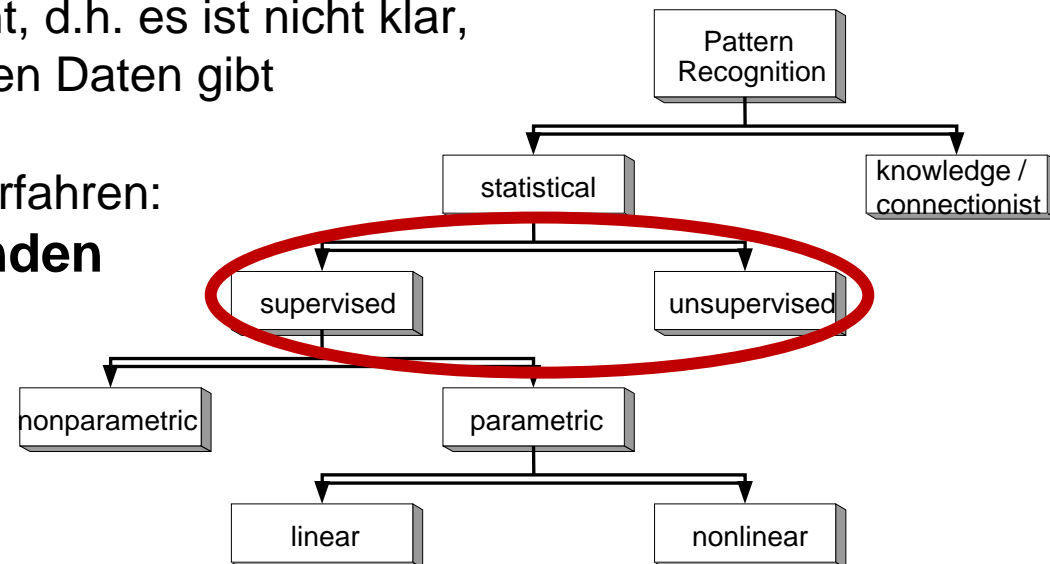 t, d.h. es ist nicht klar,
en Daten gibt
rfahren:
nden
Pattern
Recognition
statistical
knowledge /
connectionist
supervised
unsupervised
nonparametric
parametric
linear
nonlinear